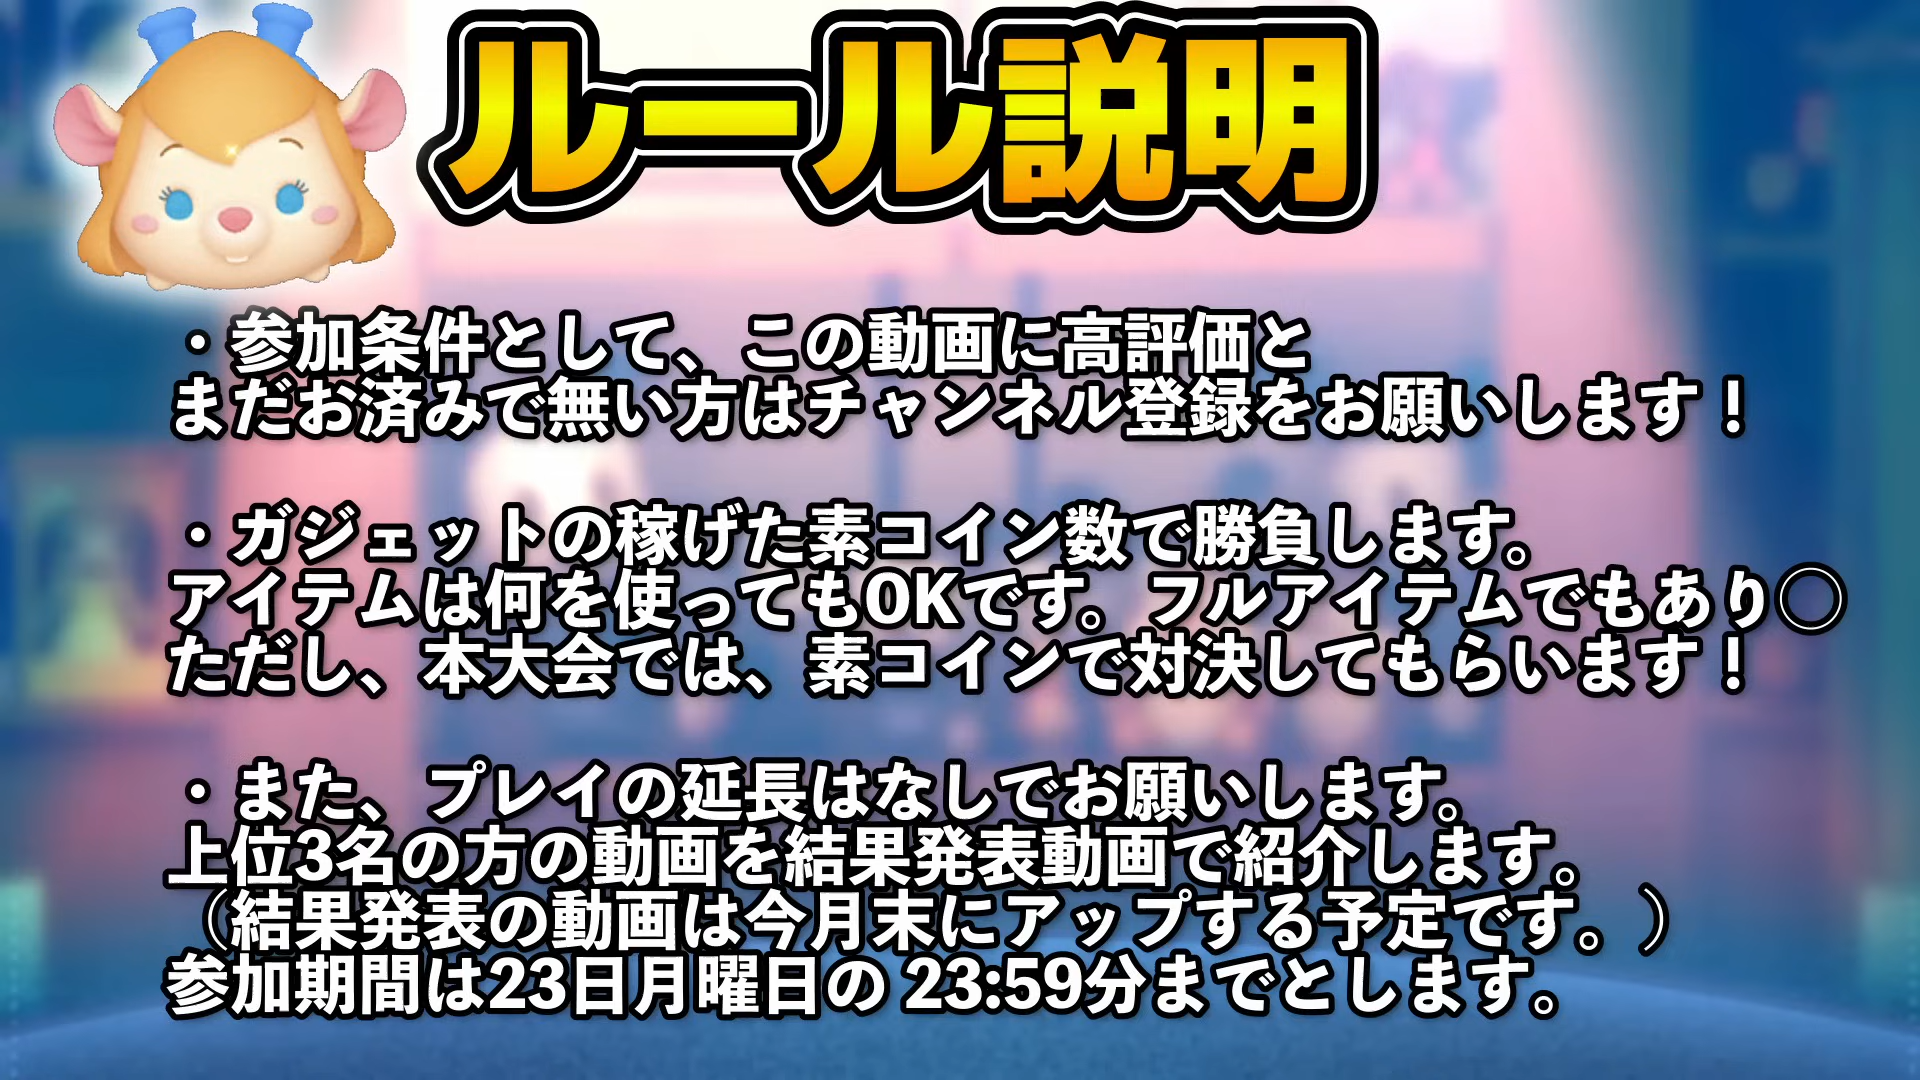 ルール説明
・参加条件として、この動画に高評価と
まだお済みで無い方はチャンネル登録をお願いします！
・ガジェットの稼げた素コイン数で勝負します。
アイテムは何を使ってもOKです。フルアイテムでもあり◯
ただし、本大会では、素コインで対決してもらいます！
・また、プレイの延長はなしでお願いします。
上位3名の方の動画を結果発表動画で紹介します。
（結果発表の動画は今月末にアップする予定です。）
参加期間は23日月曜日の 23:59分までとします。